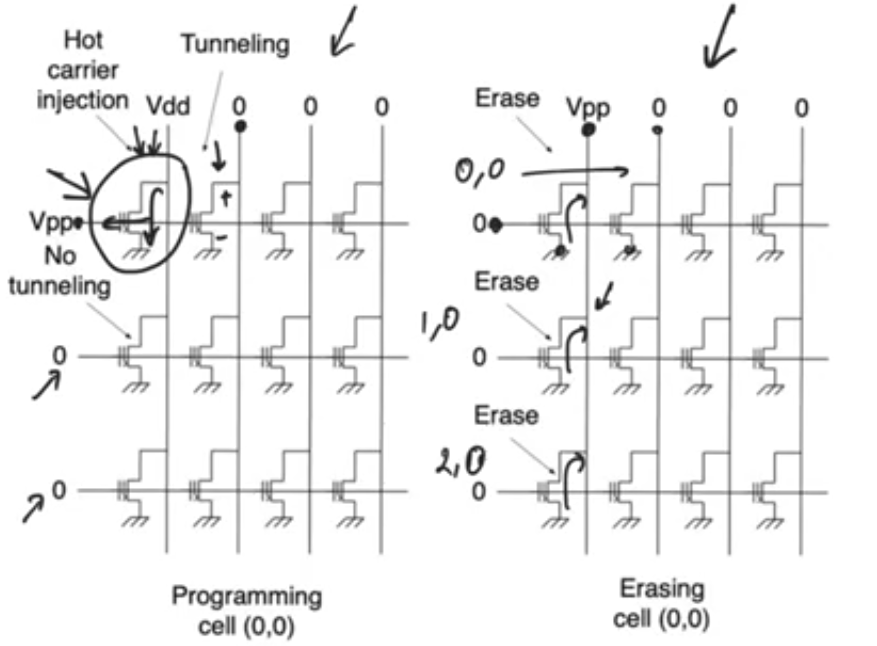 Hot
carrier
injection
Tunneling
Vdd
0
0
0
Vpp
No
tunneling
0
0
Programming
cell (0,0)
Erase
Vpp
0
0
0
0,0
0
Erase
1,0
0
Erase
2,0
0
Erasing
cell (0,0)